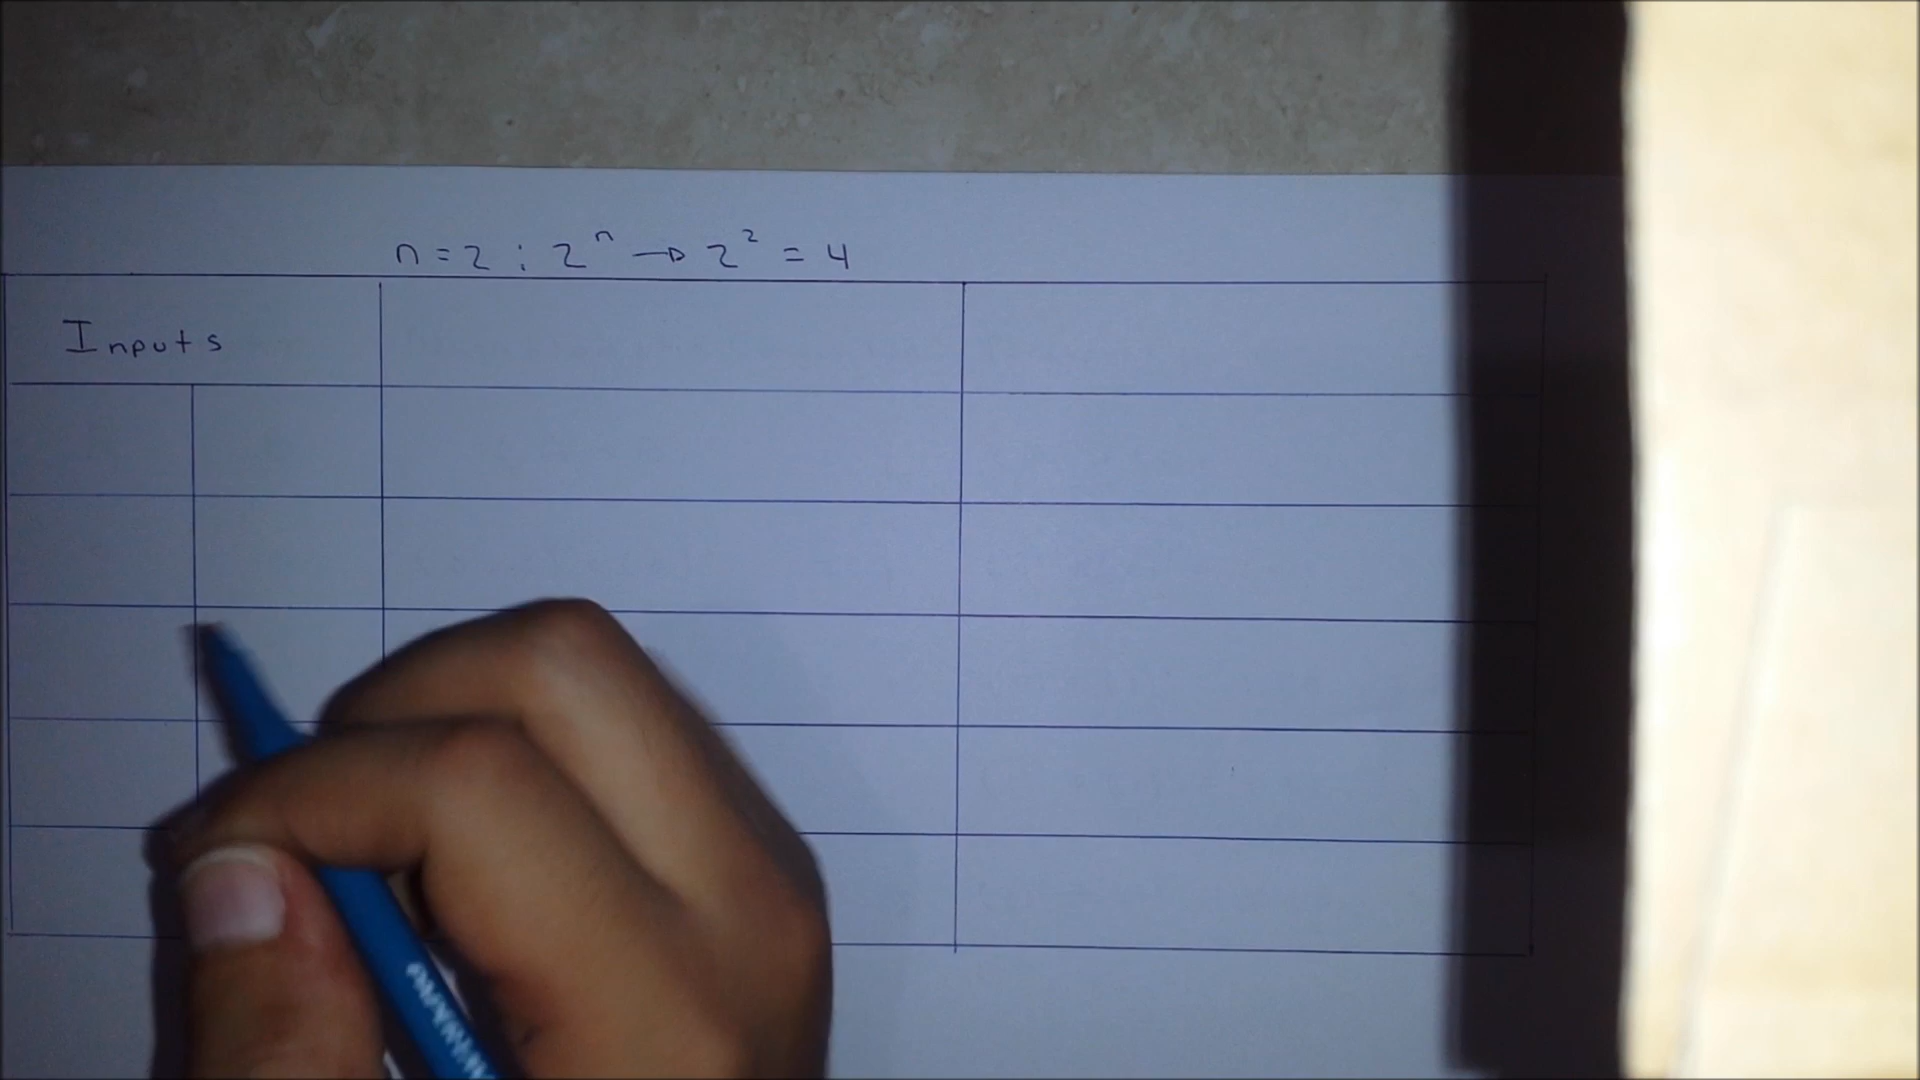 n = 2 : 2ⁿ → 2² = 4
Inputs